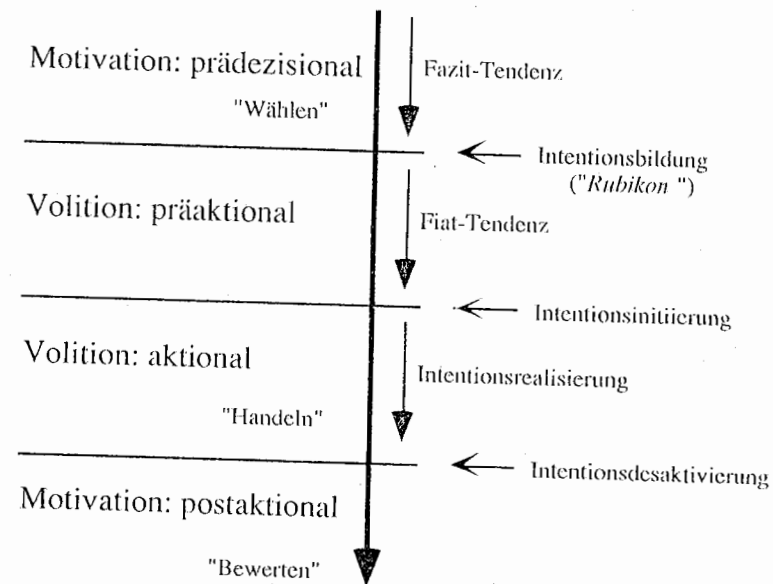 Motivation: prädezisional
Fazit-Tendenz
"Wählen"
Intentionsbildung
("Rubikon ")
Volition: präaktional
Fiat-Tendenz
Intentionsinitiierung
Volition: aktional
Intentionsrealisierung
"Handeln"
Intentionsdesaktivierung
Motivation: postaktional
"Bewerten"